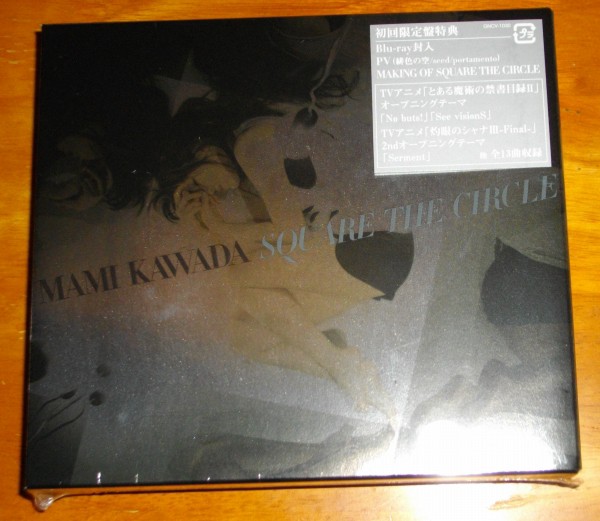 初回限定盤特典
Blu-ray封入
PV(緋色の空/seed/portamento)
MAKING OF SQUARE THE CIRCLE
TVアニメ「とある魔術の禁書目録II」
オープニングテーマ
「No buts!」「See visionS」
TVアニメ「灼眼のシャナIII-Final-」
2ndオープニングテーマ
「Serment」 他 全13曲収録
MAMI KAWADA SQUARE THE CIRCLE